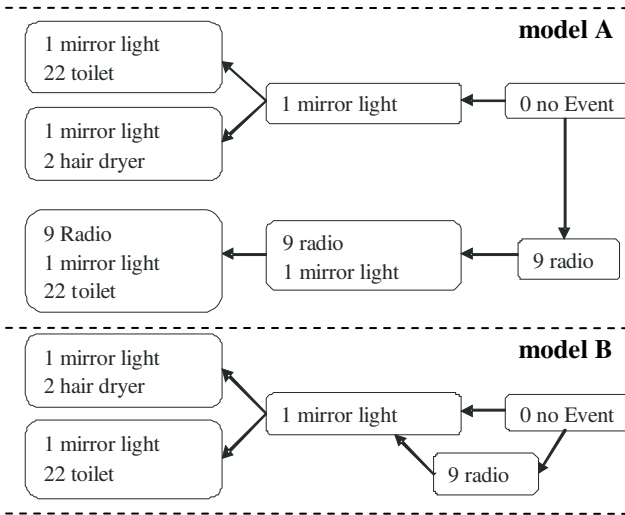 model A
1 mirror light
22 toilet
1 mirror light
0 no Event
1 mirror light
2 hair dryer
9 Radio
1 mirror light
22 toilet
9 radio
1 mirror light
9 radio
model B
1 mirror light
2 hair dryer
1 mirror light
0 no Event
1 mirror light
22 toilet
9 radio